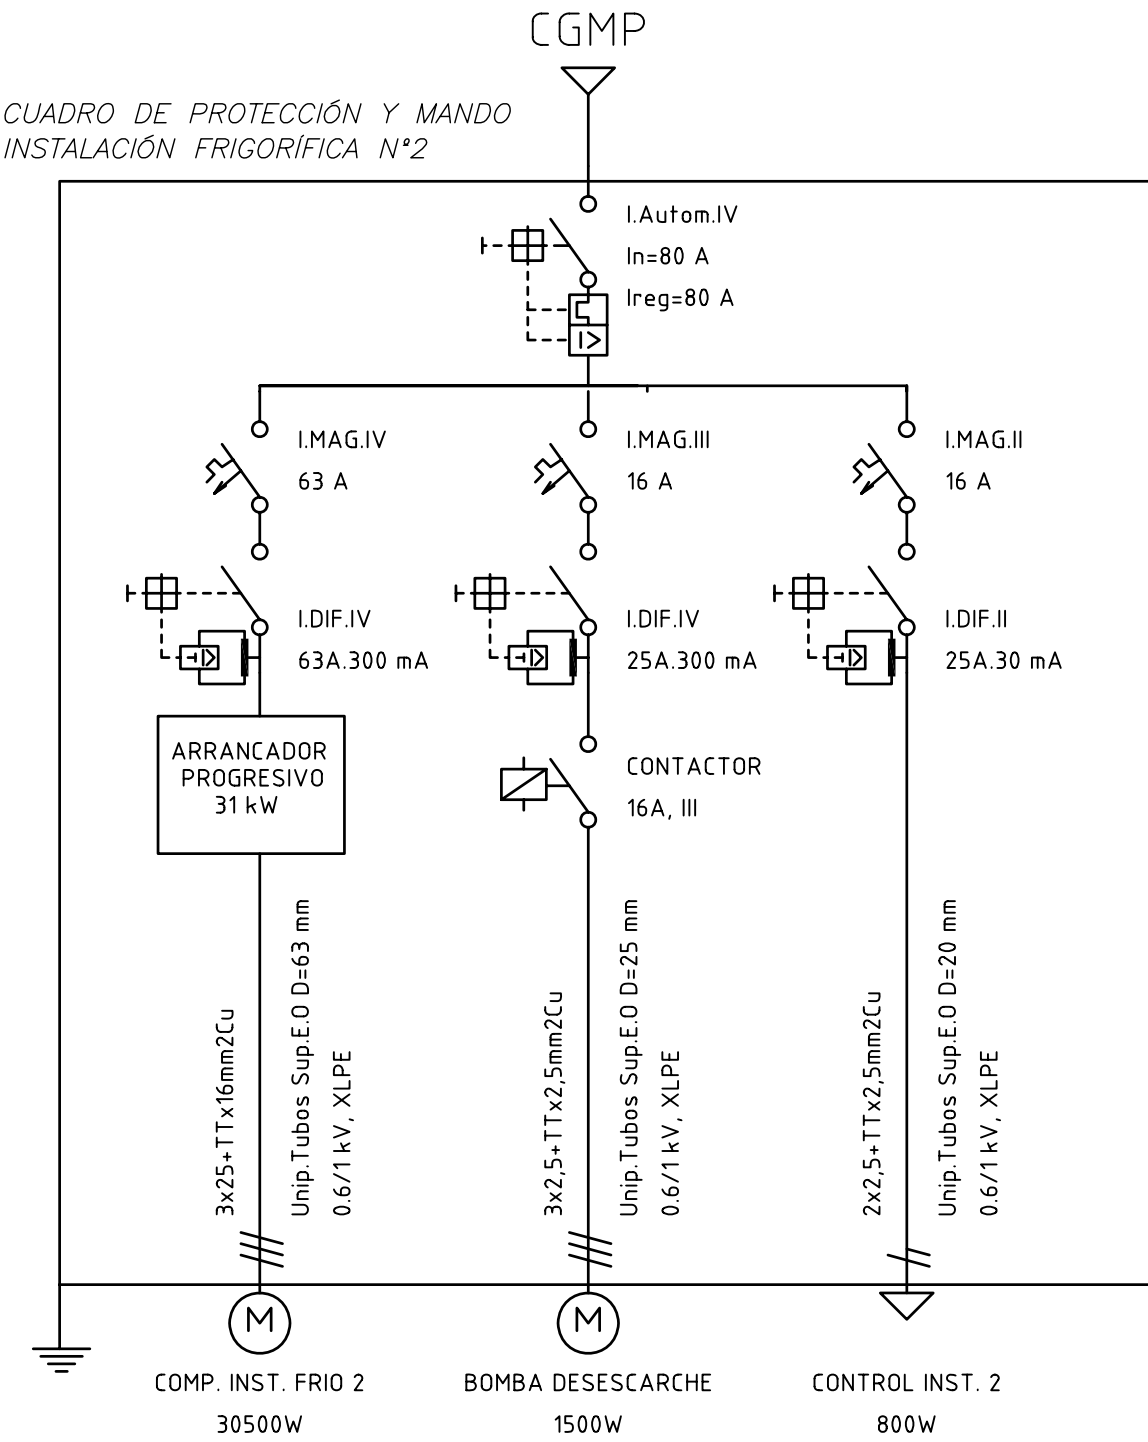 CGMP
CUADRO DE PROTECCIÓN Y MANDO
INSTALACIÓN FRIGORÍFICA Nº2
I.Autom.IV
In=80 A
Ireg=80 A
I>
I.MAG.IV
63 A
I.MAG.III
16 A
I.MAG.II
16 A
I.DIF.IV
63A.300 mA
I.DIF.IV
25A.300 mA
I.DIF.II
25A.30 mA
ARRANCADOR
PROGRESIVO
31 kW
CONTACTOR
16A, III
3x25+TTx16mm2Cu
Unip.Tubos Sup.E.O D=63 mm
0.6/1 kV, XLPE
3x2,5+TTx2,5mm2Cu
Unip.Tubos Sup.E.O D=25 mm
0.6/1 kV, XLPE
2x2,5+TTx2,5mm2Cu
Unip.Tubos Sup.E.O D=20 mm
0.6/1 kV, XLPE
M
M
COMP. INST. FRIO 2
30500W
BOMBA DESESCARCHE
1500W
CONTROL INST. 2
800W